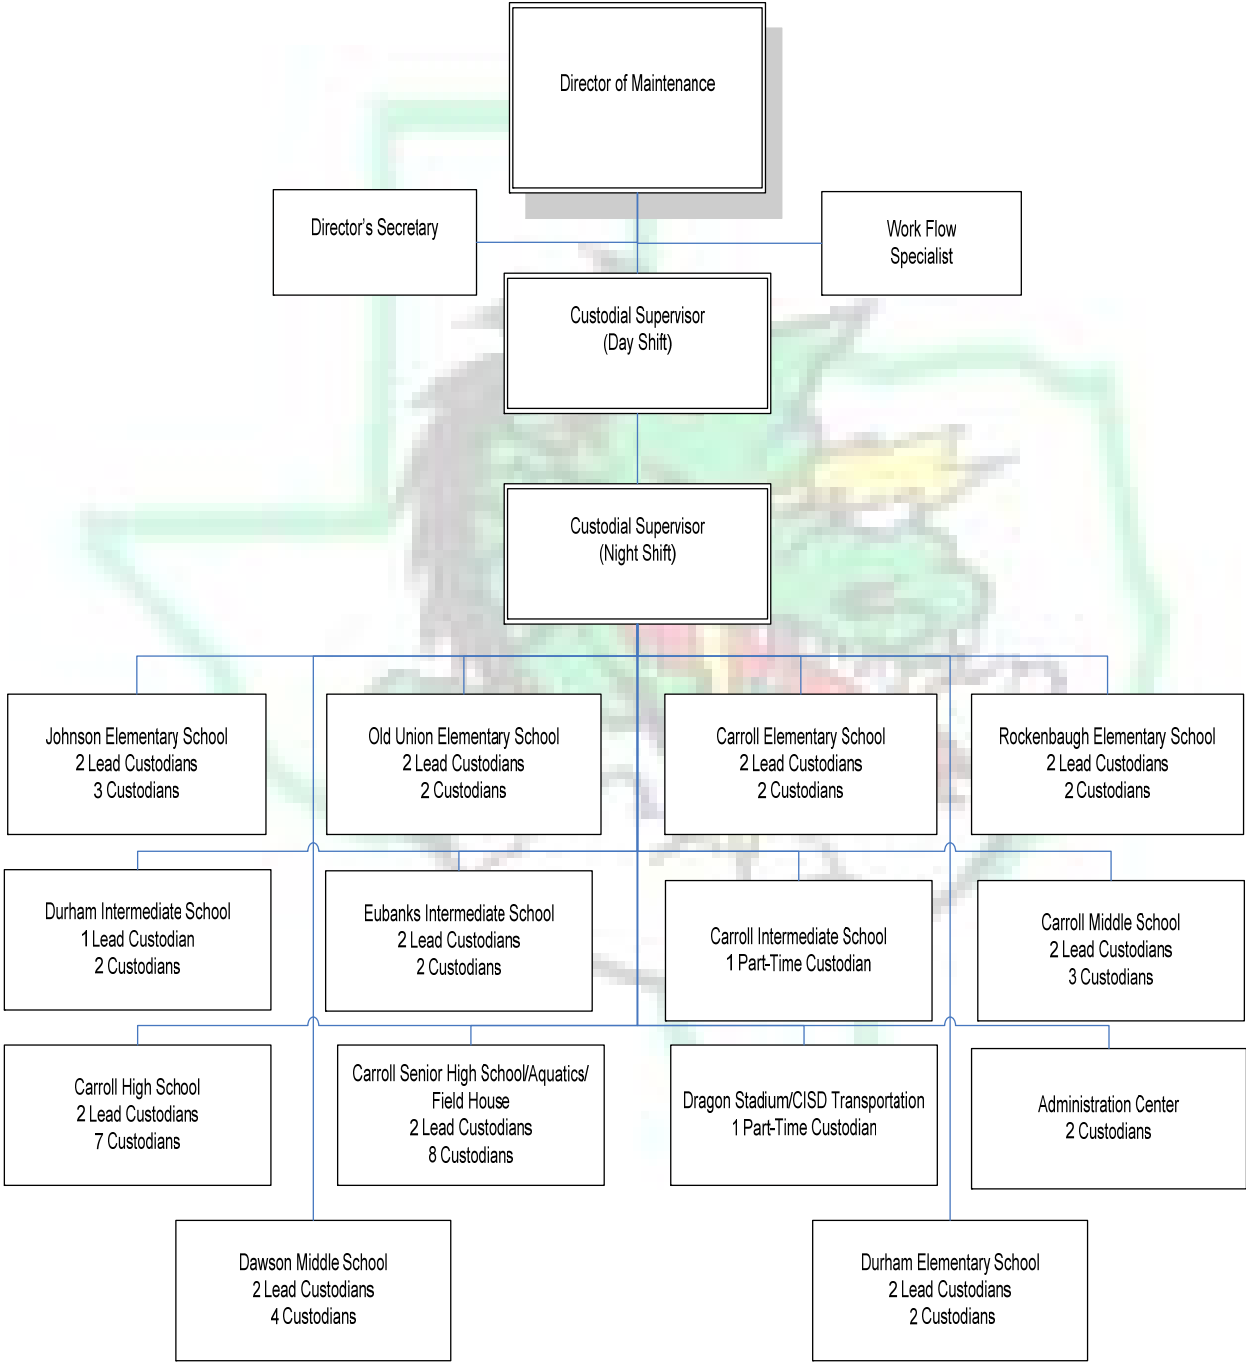 Director of Maintenance
Director's Secretary
Work Flow
Specialist
Custodial Supervisor
(Day Shift)
Custodial Supervisor
(Night Shift)
Johnson Elementary School
2 Lead Custodians
3 Custodians
Old Union Elementary School
2 Lead Custodians
2 Custodians
Carroll Elementary School
2 Lead Custodians
2 Custodians
Rockenbaugh Elementary School
2 Lead Custodians
2 Custodians
Durham Intermediate School
1 Lead Custodian
2 Custodians
Eubanks Intermediate School
2 Lead Custodians
2 Custodians
Carroll Intermediate School
1 Part-Time Custodian
Carroll Middle School
2 Lead Custodians
3 Custodians
Carroll High School
2 Lead Custodians
7 Custodians
Carroll Senior High School/Aquatics/
Field House
2 Lead Custodians
8 Custodians
Dragon Stadium/CISD Transportation
1 Part-Time Custodian
Administration Center
2 Custodians
Dawson Middle School
2 Lead Custodians
4 Custodians
Durham Elementary School
2 Lead Custodians
2 Custodians